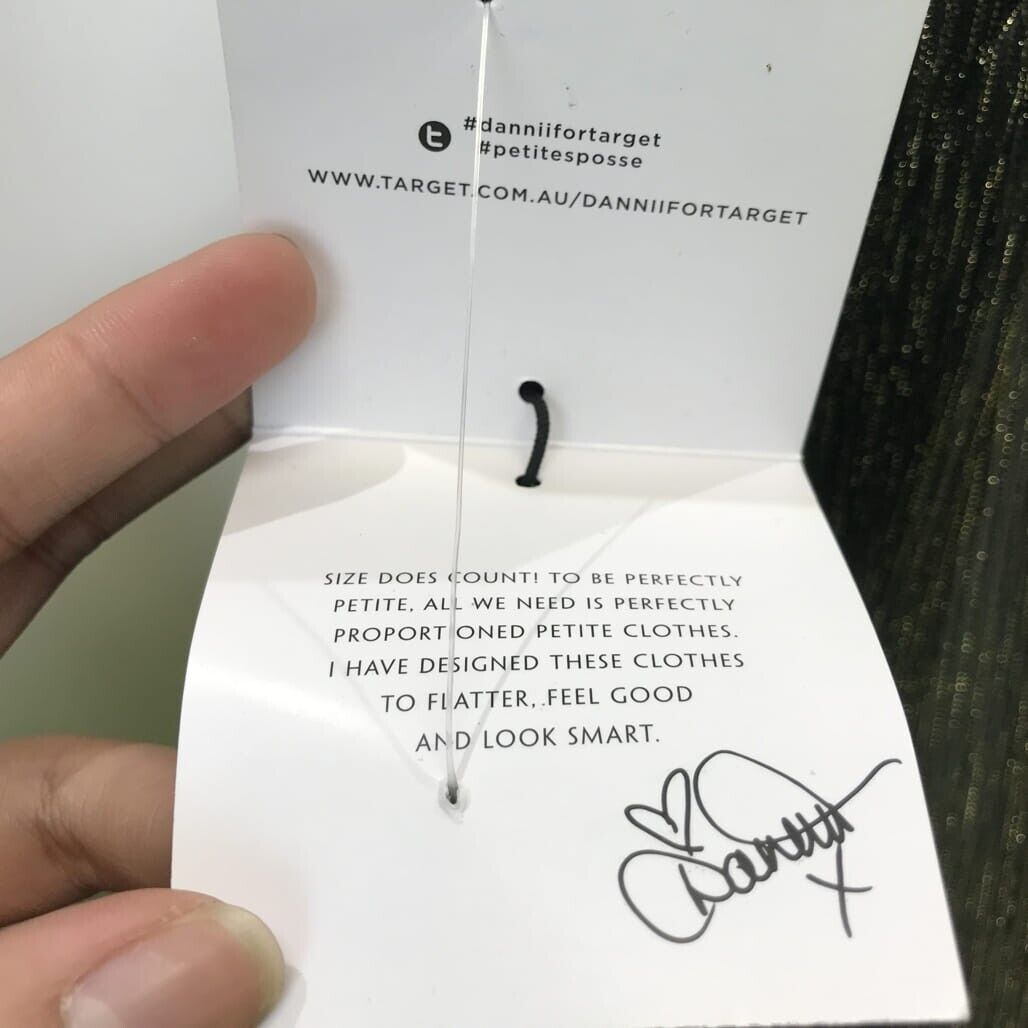 #danniifortarget
#petitesposse
WWW.TARGET.COM.AU/DANNIIFORTARGET
SIZE DOES COUNT! TO BE PERFECTLY
PETITE, ALL WE NEED IS PERFECTLY
PROPORTIONED PETITE CLOTHES.
I HAVE DESIGNED THESE CLOTHES
TO FLATTER, FEEL GOOD
AND LOOK SMART.
Dannii x